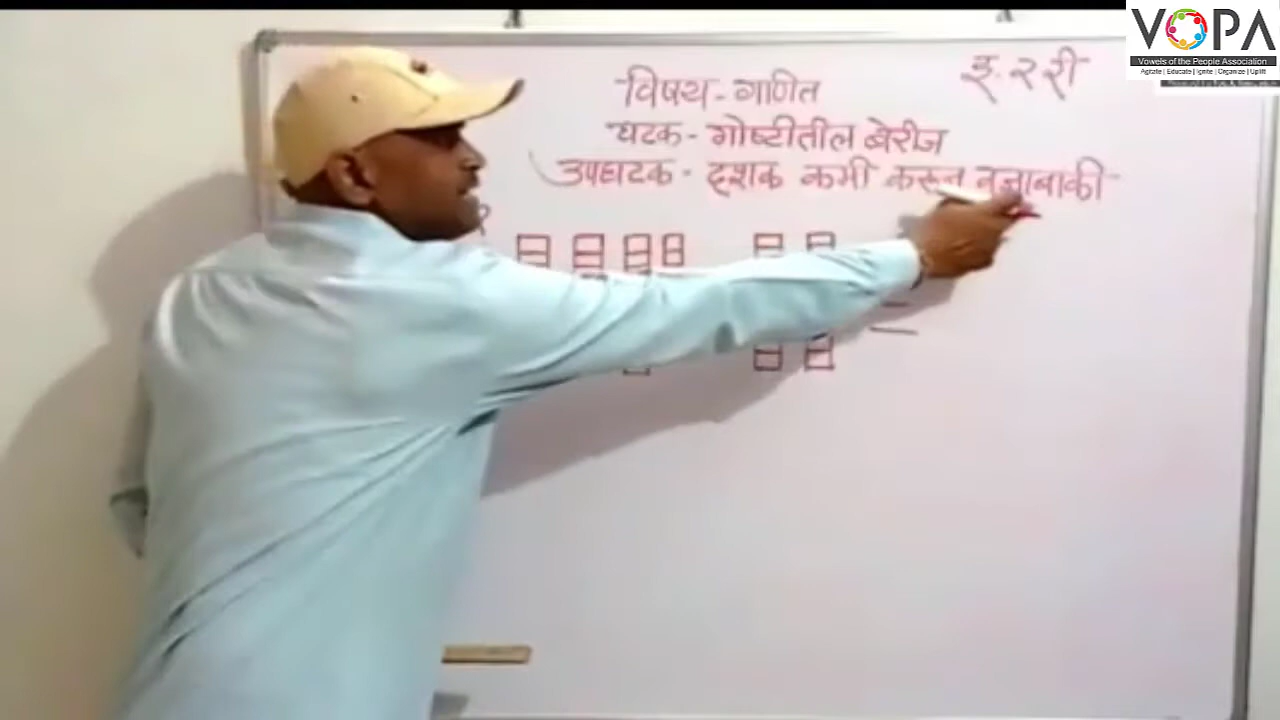 VOPA
Vowels of the People Association
Agitate | Educate | Ignite | Organize | Uplift
इ. २ री
विषय - गणित
घटक - गोष्टीतील बेरीज
उपघटक - दशक कमी करून वजाबाकी